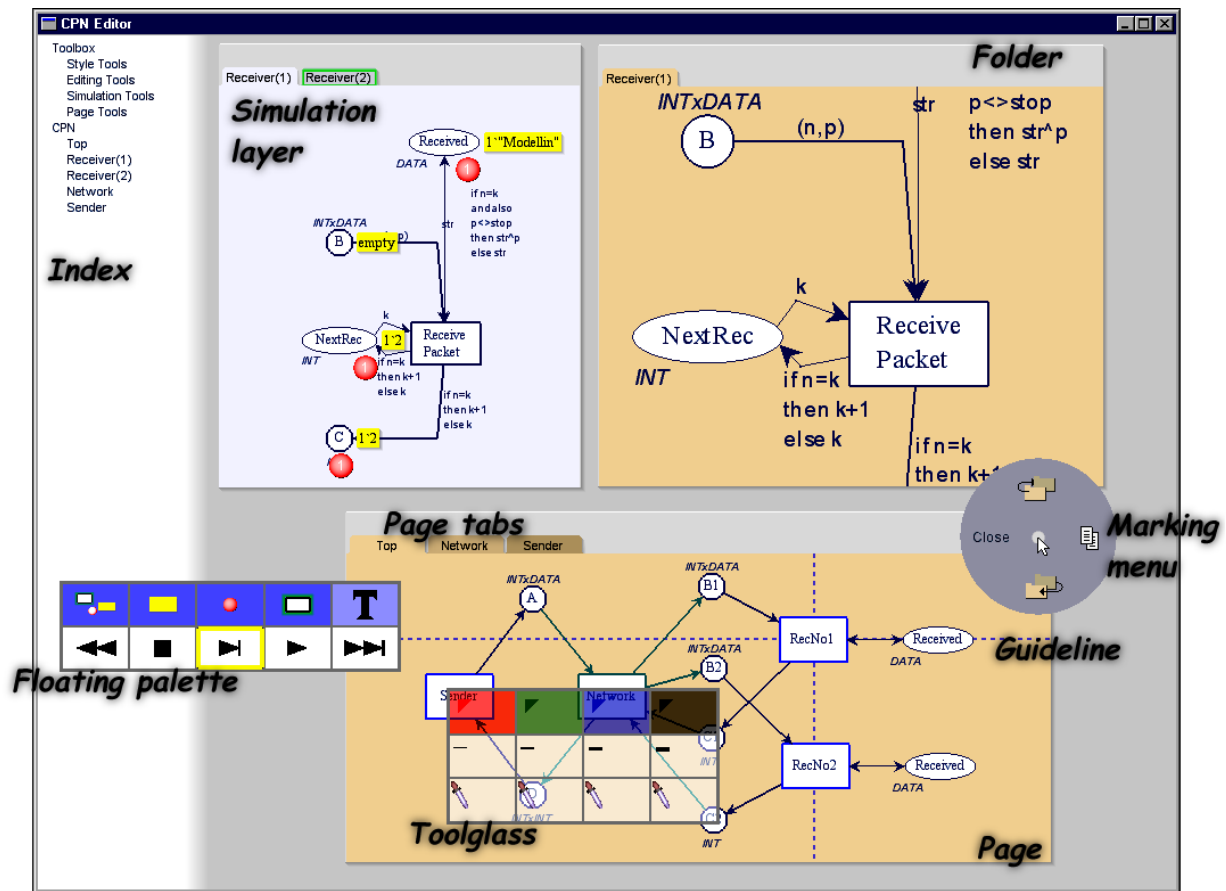 CPN Editor
Toolbox
Style Tools
Editing Tools
Simulation Tools
Page Tools
CPN
Top
Receiver(1)
Receiver(2)
Network
Sender
Index
Receiver(1)
Receiver(2)
Simulation
layer
Received
1`"Modellin"
DATA
1
if n=k
andalso
p<>stop
then str^p
else str
str
INTxDATA
B
empty
p)
k
NextRec
1`2
INT
1
Receive
Packet
if n=k
then k+1
else k
if n=k
then k+1
else k
C
1`2
1
Folder
Receiver(1)
INTxDATA
B
(n,p)
str
p<>stop
then str^p
else str
k
NextRec
INT
Receive
Packet
if n=k
then k+1
else k
if n=k
then k+1
Close
Marking
menu
Page tabs
Top
Network
Sender
INTxDATA
A
INTxDATA
B1
RecNo1
Received
DATA
Guideline
INTxDATA
B2
T
Floating palette
Sender
Network
C1
INT
RecNo2
Received
DATA
D
INTxINT
C2
INT
Toolglass
Page